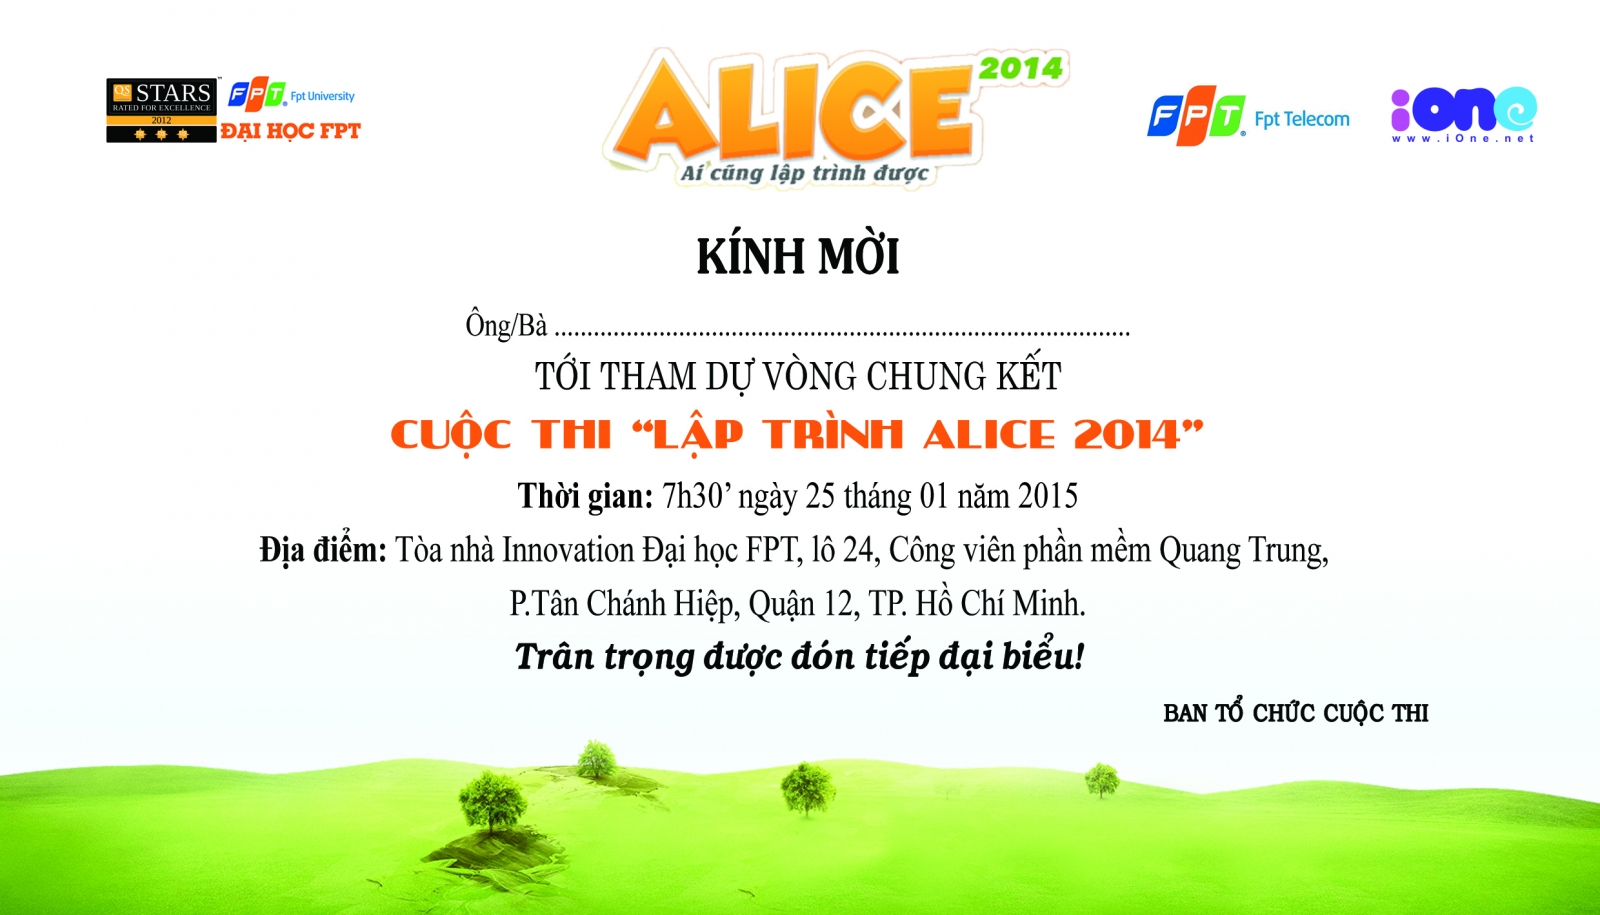 QS STARS™
RATED FOR EXCELLENCE
2012
FPT® Fpt University
ĐẠI HỌC FPT
ALICE 2014
Aí cũng lập trình được
FPT® Fpt Telecom
iOne
www.iOne.net
KÍNH MỜI
Ông/Bà ........................................................................................
TỚI THAM DỰ VÒNG CHUNG KẾT
CUỘC THI “LẬP TRÌNH ALICE 2014”
Thời gian: 7h30’ ngày 25 tháng 01 năm 2015
Địa điểm: Tòa nhà Innovation Đại học FPT, lô 24, Công viên phần mềm Quang Trung,
P.Tân Chánh Hiệp, Quận 12, TP. Hồ Chí Minh.
Trân trọng được đón tiếp đại biểu!
BAN TỔ CHỨC CUỘC THI